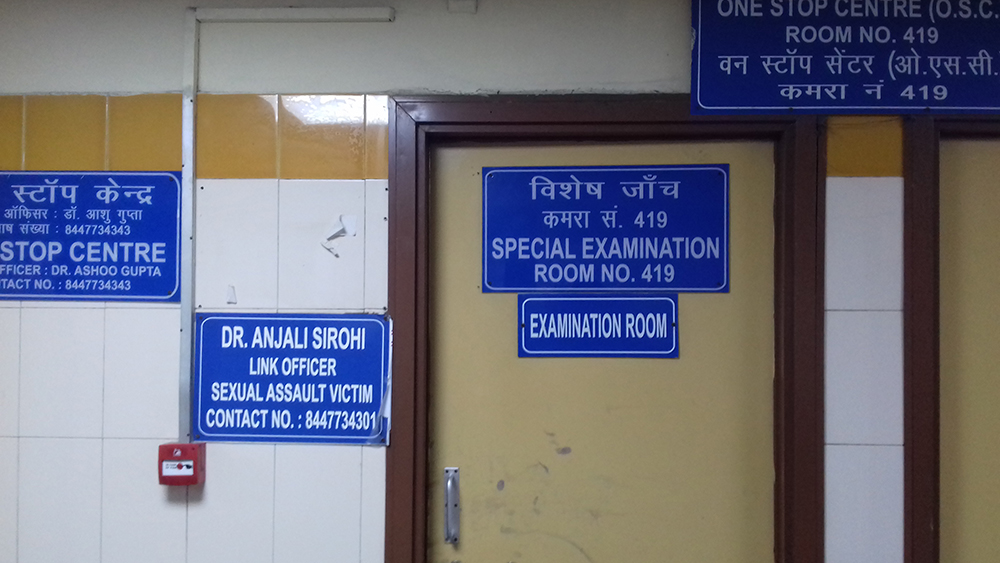 ONE STOP CENTRE (O.S.C.
ROOM NO. 419
वन स्टॉप सेंटर (ओ.एस.सी.
कमरा नं 419
स्टॉप केन्द्र
ऑफिसर : डॉ. आशु गुप्ता
संख्या : 8447734343
STOP CENTRE
OFFICER : DR. ASHOO GUPTA
CONTACT NO. : 8447734343
DR. ANJALI SIROHI
LINK OFFICER
SEXUAL ASSAULT VICTIM
CONTACT NO. : 8447734301
विशेष जाँच
कमरा सं. 419
SPECIAL EXAMINATION
ROOM NO. 419
EXAMINATION ROOM